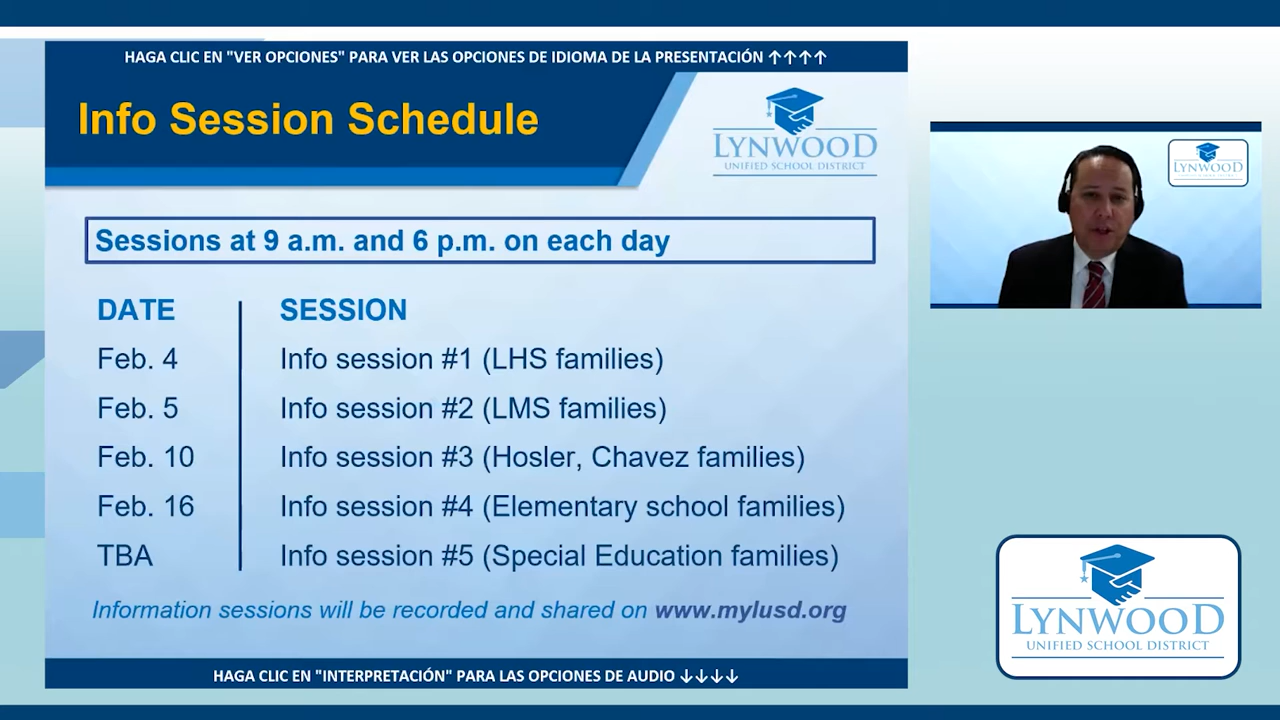 HAGA CLIC EN "VER OPCIONES" PARA VER LAS OPCIONES DE IDIOMA DE LA PRESENTACIÓN ↑↑↑↑
Info Session Schedule
LYNWOOD
UNIFIED SCHOOL DISTRICT
LYNWOOD
Sessions at 9 a.m. and 6 p.m. on each day
DATE SESSION
Feb. 4 Info session #1 (LHS families)
Feb. 5 Info session #2 (LMS families)
Feb. 10 Info session #3 (Hosler, Chavez families)
Feb. 16 Info session #4 (Elementary school families)
TBA Info session #5 (Special Education families)
Information sessions will be recorded and shared on www.mylusd.org
LYNWOOD
UNIFIED SCHOOL DISTRICT
HAGA CLIC EN "INTERPRETACIÓN" PARA LAS OPCIONES DE AUDIO ↓↓↓↓